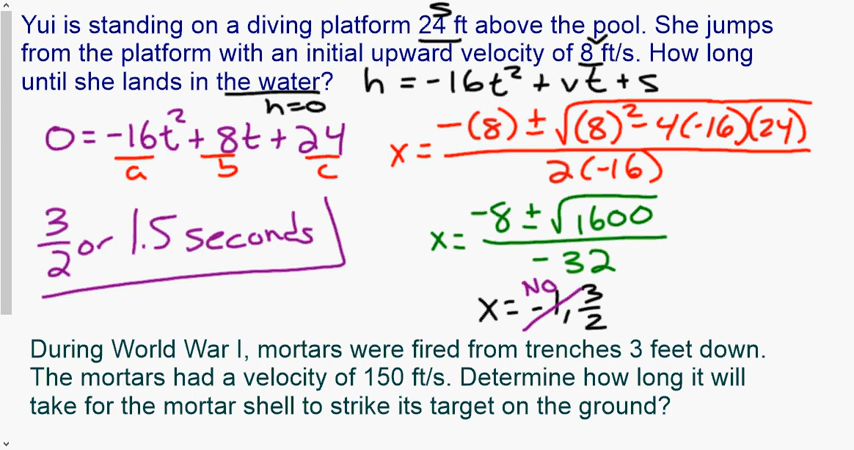 Yui is standing on a diving platform 24 ft above the pool. She jumps
s
from the platform with an initial upward velocity of 8 ft/s. How long
v
until she lands in the water?
h = -16t² + vt + s
h=0
0 = -16t² + 8t + 24
a b c
x = -(8) ± √(8)² - 4(-16)(24) / 2(-16)
3/2 or 1.5 seconds
x = -8 ± √1600 / -32
No
x = -1, 3/2
During World War I, mortars were fired from trenches 3 feet down.
The mortars had a velocity of 150 ft/s. Determine how long it will
take for the mortar shell to strike its target on the ground?